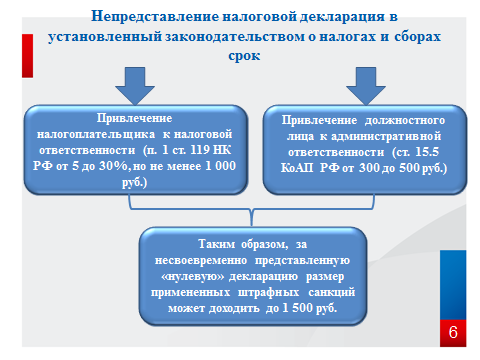 Непредставление налоговой декларация в
установленный законодательством о налогах и сборах
срок
Привлечение
налогоплательщика к налоговой
ответственности (п. 1 ст. 119 НК
РФ от 5 до 30%, но не менее 1 000
руб.)
Привлечение должностного
лица к административной
ответственности (ст. 15.5
КоАП РФ от 300 до 500 руб.)
Таким образом, за
несвоевременно представленную
«нулевую» декларацию размер
примененных штрафных санкций
может доходить до 1 500 руб.
6